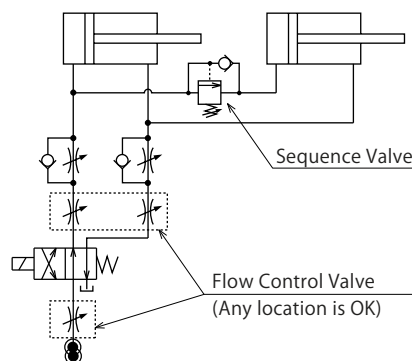 Sequence Valve
Flow Control Valve
(Any location is OK)